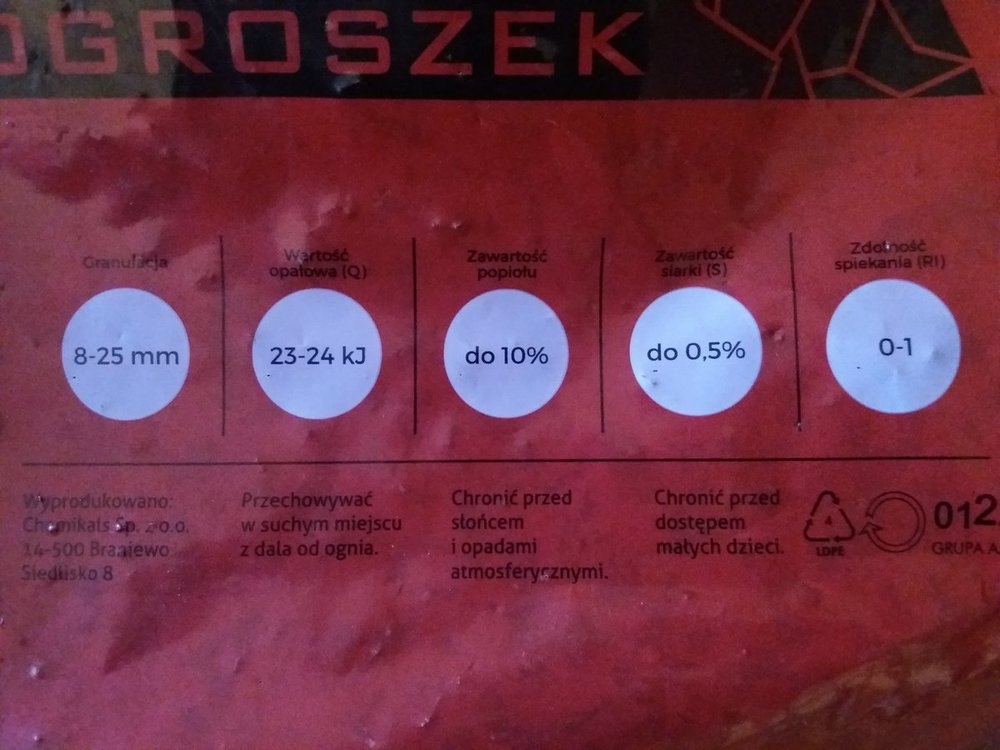 OGROSZEK
Granulacja
8-25 mm
Wartość
opałowa (Q)
23-24 kJ
Zawartość
popiołu
do 10%
Zawartość
siarki (S)
do 0,5%
Zdolność
spiekania (RI)
0-1
Wyprodukowano:
Chemikals Sp. z o.o.
14-500 Braniewo
Siedlisko 8
Przechowywać
w suchym miejscu
z dala od ognia.
Chronić przed
słońcem
i opadami
atmosferycznymi.
Chronić przed
dostępem
małych dzieci.
4
LDPE
012
GRUPA A